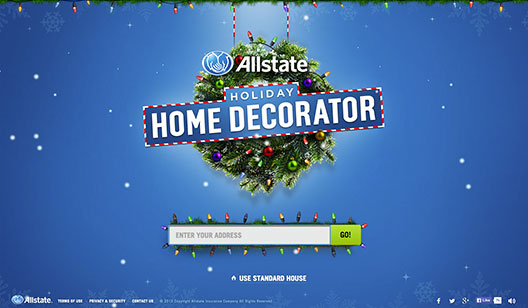 Allstate
HOLIDAY
HOME DECORATOR
ENTER YOUR ADDRESS
GO!
USE STANDARD HOUSE
Allstate
TERMS OF USE
PRIVACY & SECURITY
CONTACT US
Copyright Allstate Insurance Company All Rights Reserved
Like